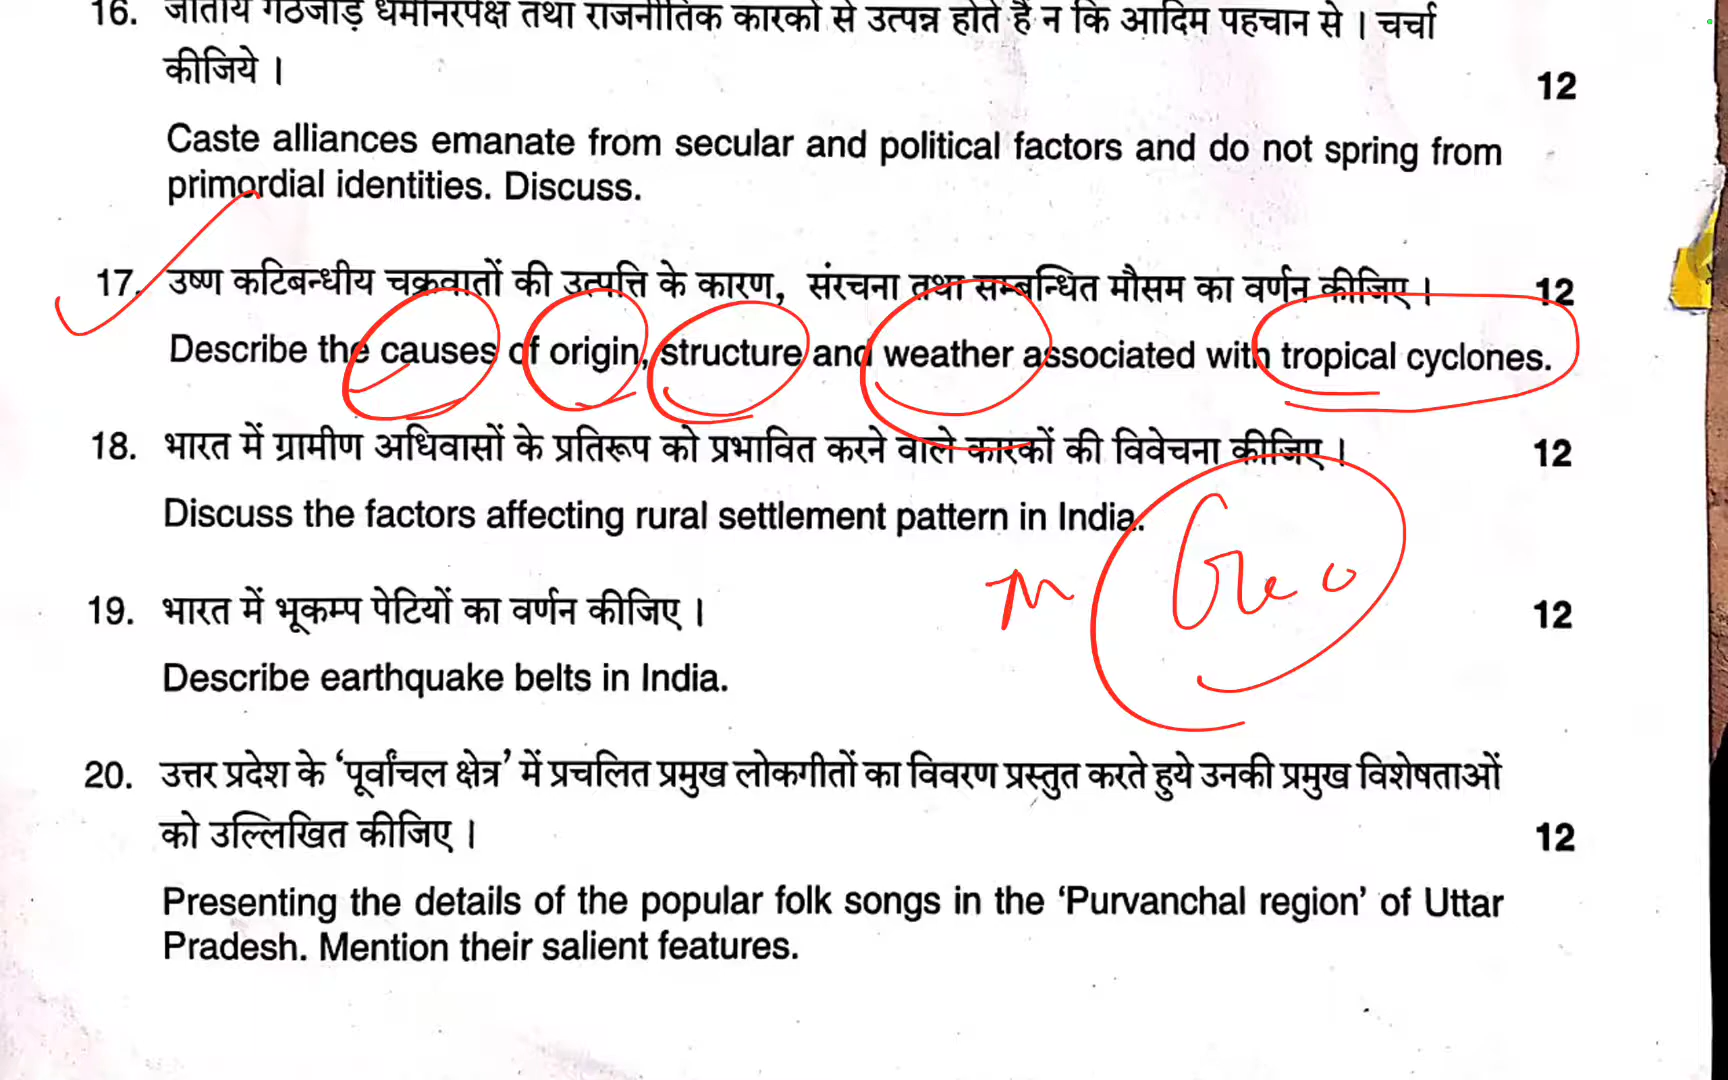 16. जातीय गठजोड़ धर्मनिरपेक्ष तथा राजनीतिक कारकों से उत्पन्न होते हैं न कि आदिम पहचान से । चर्चा
कीजिये ।
12
Caste alliances emanate from secular and political factors and do not spring from
primordial identities. Discuss.
17. उष्ण कटिबन्धीय चक्रवातों की उत्पत्ति के कारण, संरचना तथा सम्बन्धित मौसम का वर्णन कीजिए । 12
Describe the causes of origin, structure and weather associated with tropical cyclones.
18. भारत में ग्रामीण अधिवासों के प्रतिरूप को प्रभावित करने वाले कारकों की विवेचना कीजिए । 12
Discuss the factors affecting rural settlement pattern in India.
19. भारत में भूकम्प पेटियों का वर्णन कीजिए । 12
Describe earthquake belts in India.
20. उत्तर प्रदेश के ‘पूर्वांचल क्षेत्र’ में प्रचलित प्रमुख लोकगीतों का विवरण प्रस्तुत करते हुये उनकी प्रमुख विशेषताओं
को उल्लिखित कीजिए ।
12
Presenting the details of the popular folk songs in the ‘Purvanchal region’ of Uttar
Pradesh. Mention their salient features.